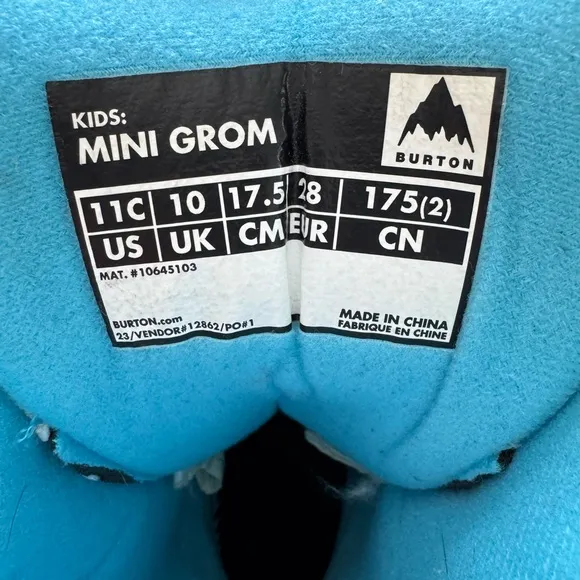 KIDS:
MINI GROM
BURTON
11C 10 17.5 28 175(2)
US UK CM EUR CN
MAT. #10645103
BURTON.com
23/VENDOR#12862/PO#1
MADE IN CHINA
FABRIQUE EN CHINE